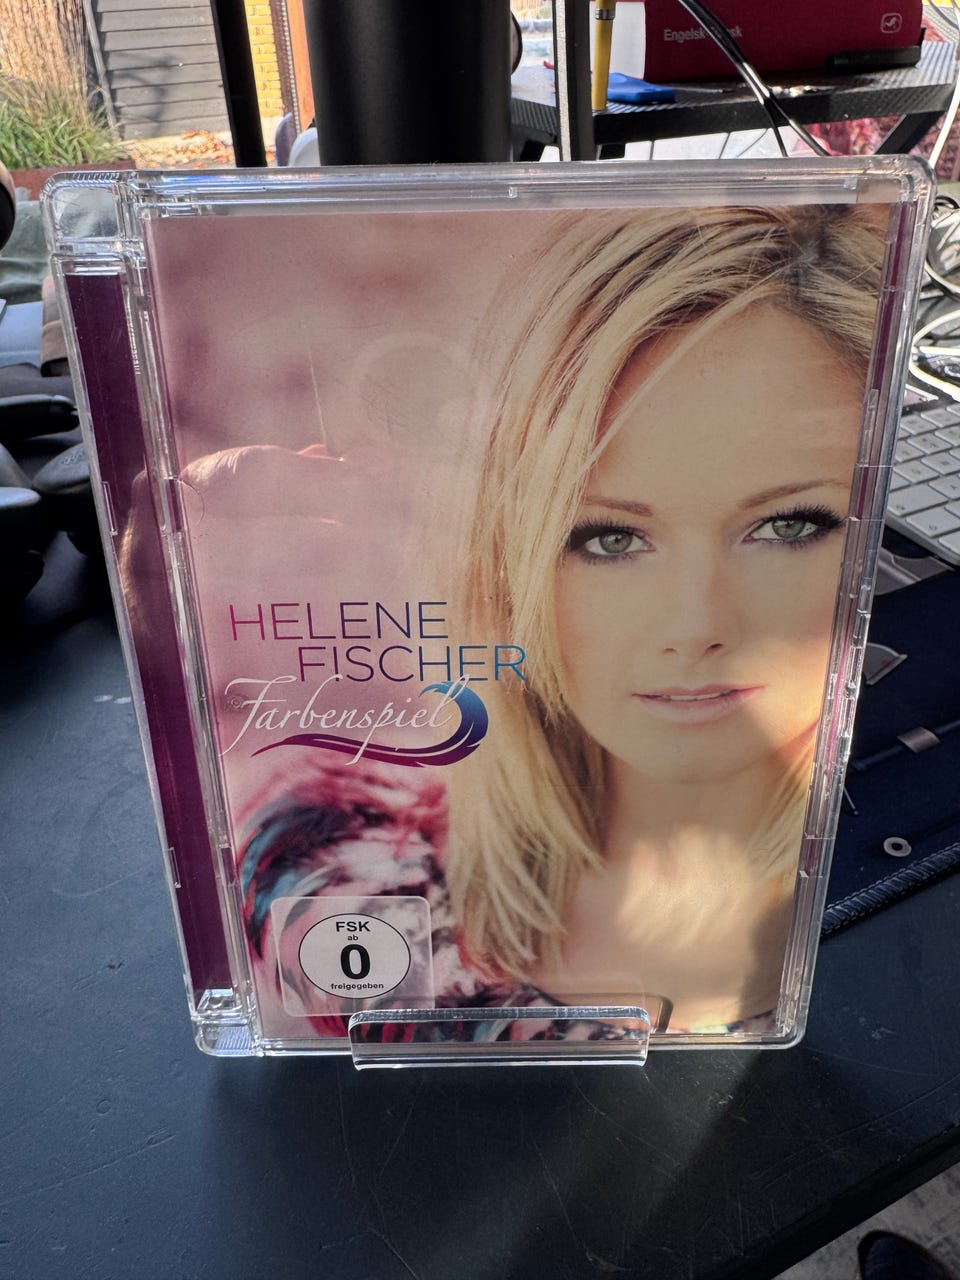 HELENE
FISCHER
Farbenspiel
FSK
ab
0
freigegeben